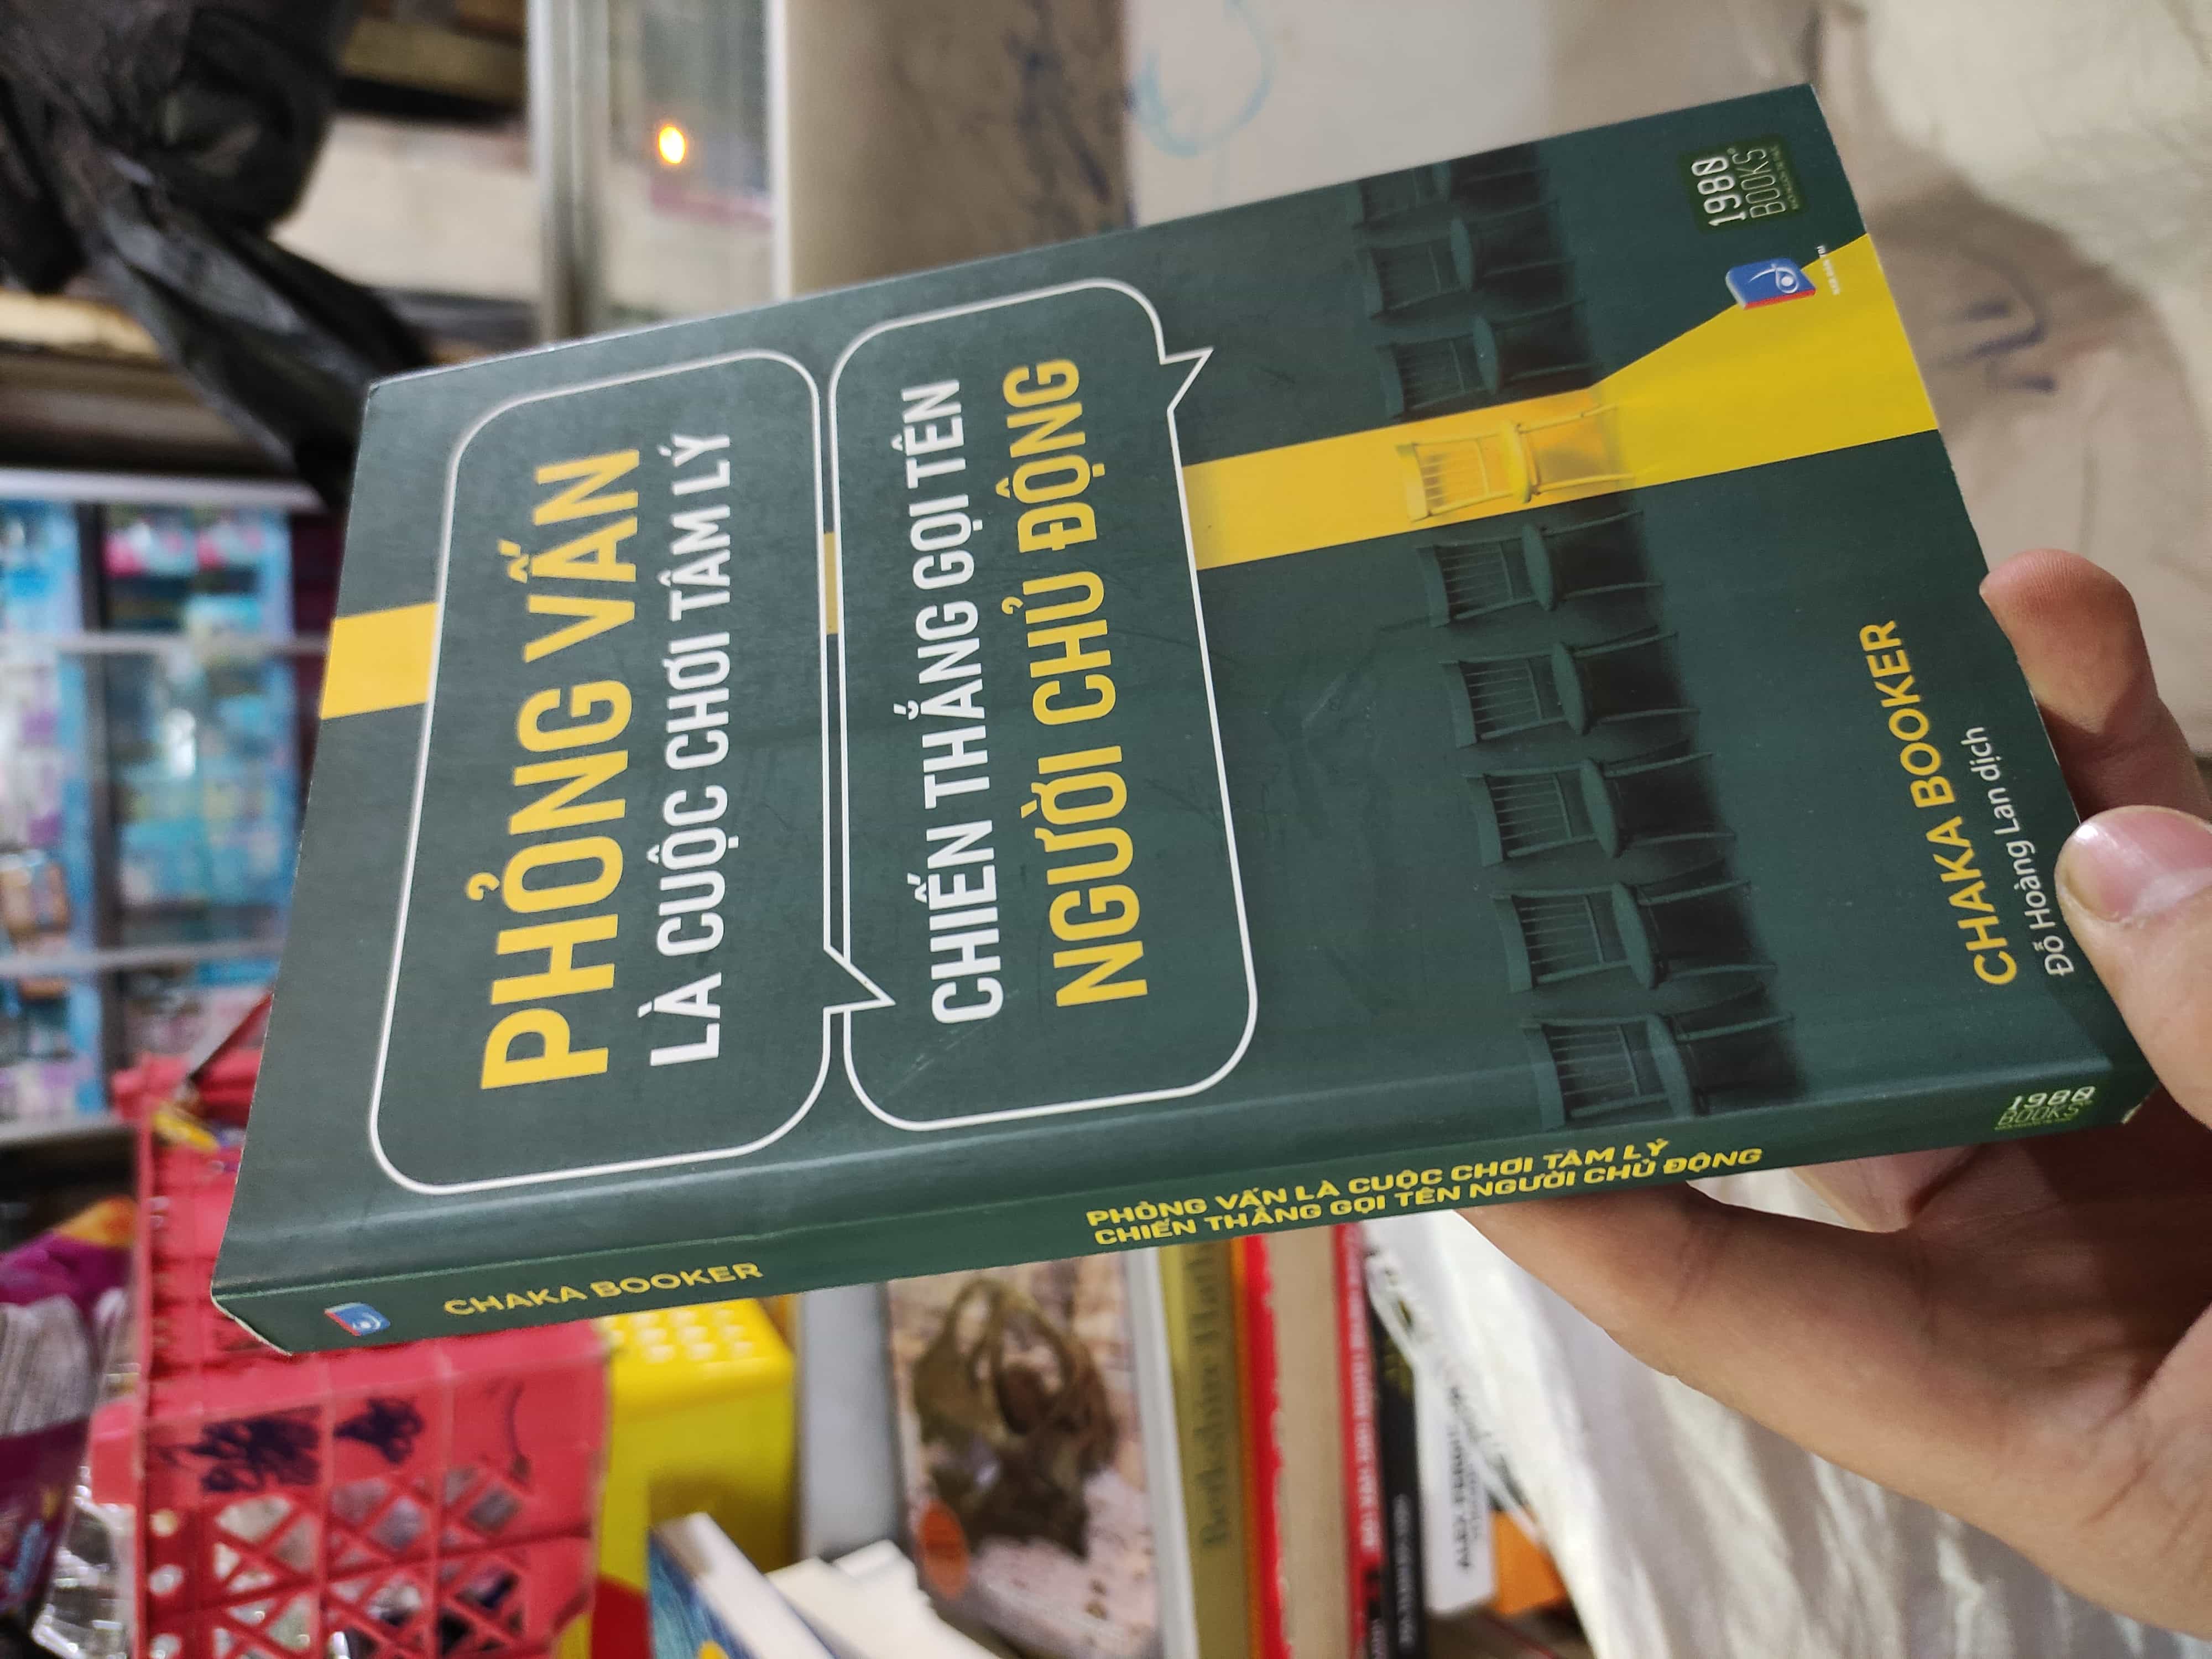 PHỎNG VẤN
LÀ CUỘC CHƠI TÂM LÝ
CHIẾN THẮNG GỌI TÊN
NGƯỜI CHỦ ĐỘNG
CHAKA BOOKER
Đỗ Hoàng Lan dịch
1980
BOOKS
CHAKA BOOKER
PHỎNG VẤN LÀ CUỘC CHƠI TÂM LÝ
CHIẾN THẮNG GỌI TÊN NGƯỜI CHỦ ĐỘNG
1980
BOOKS